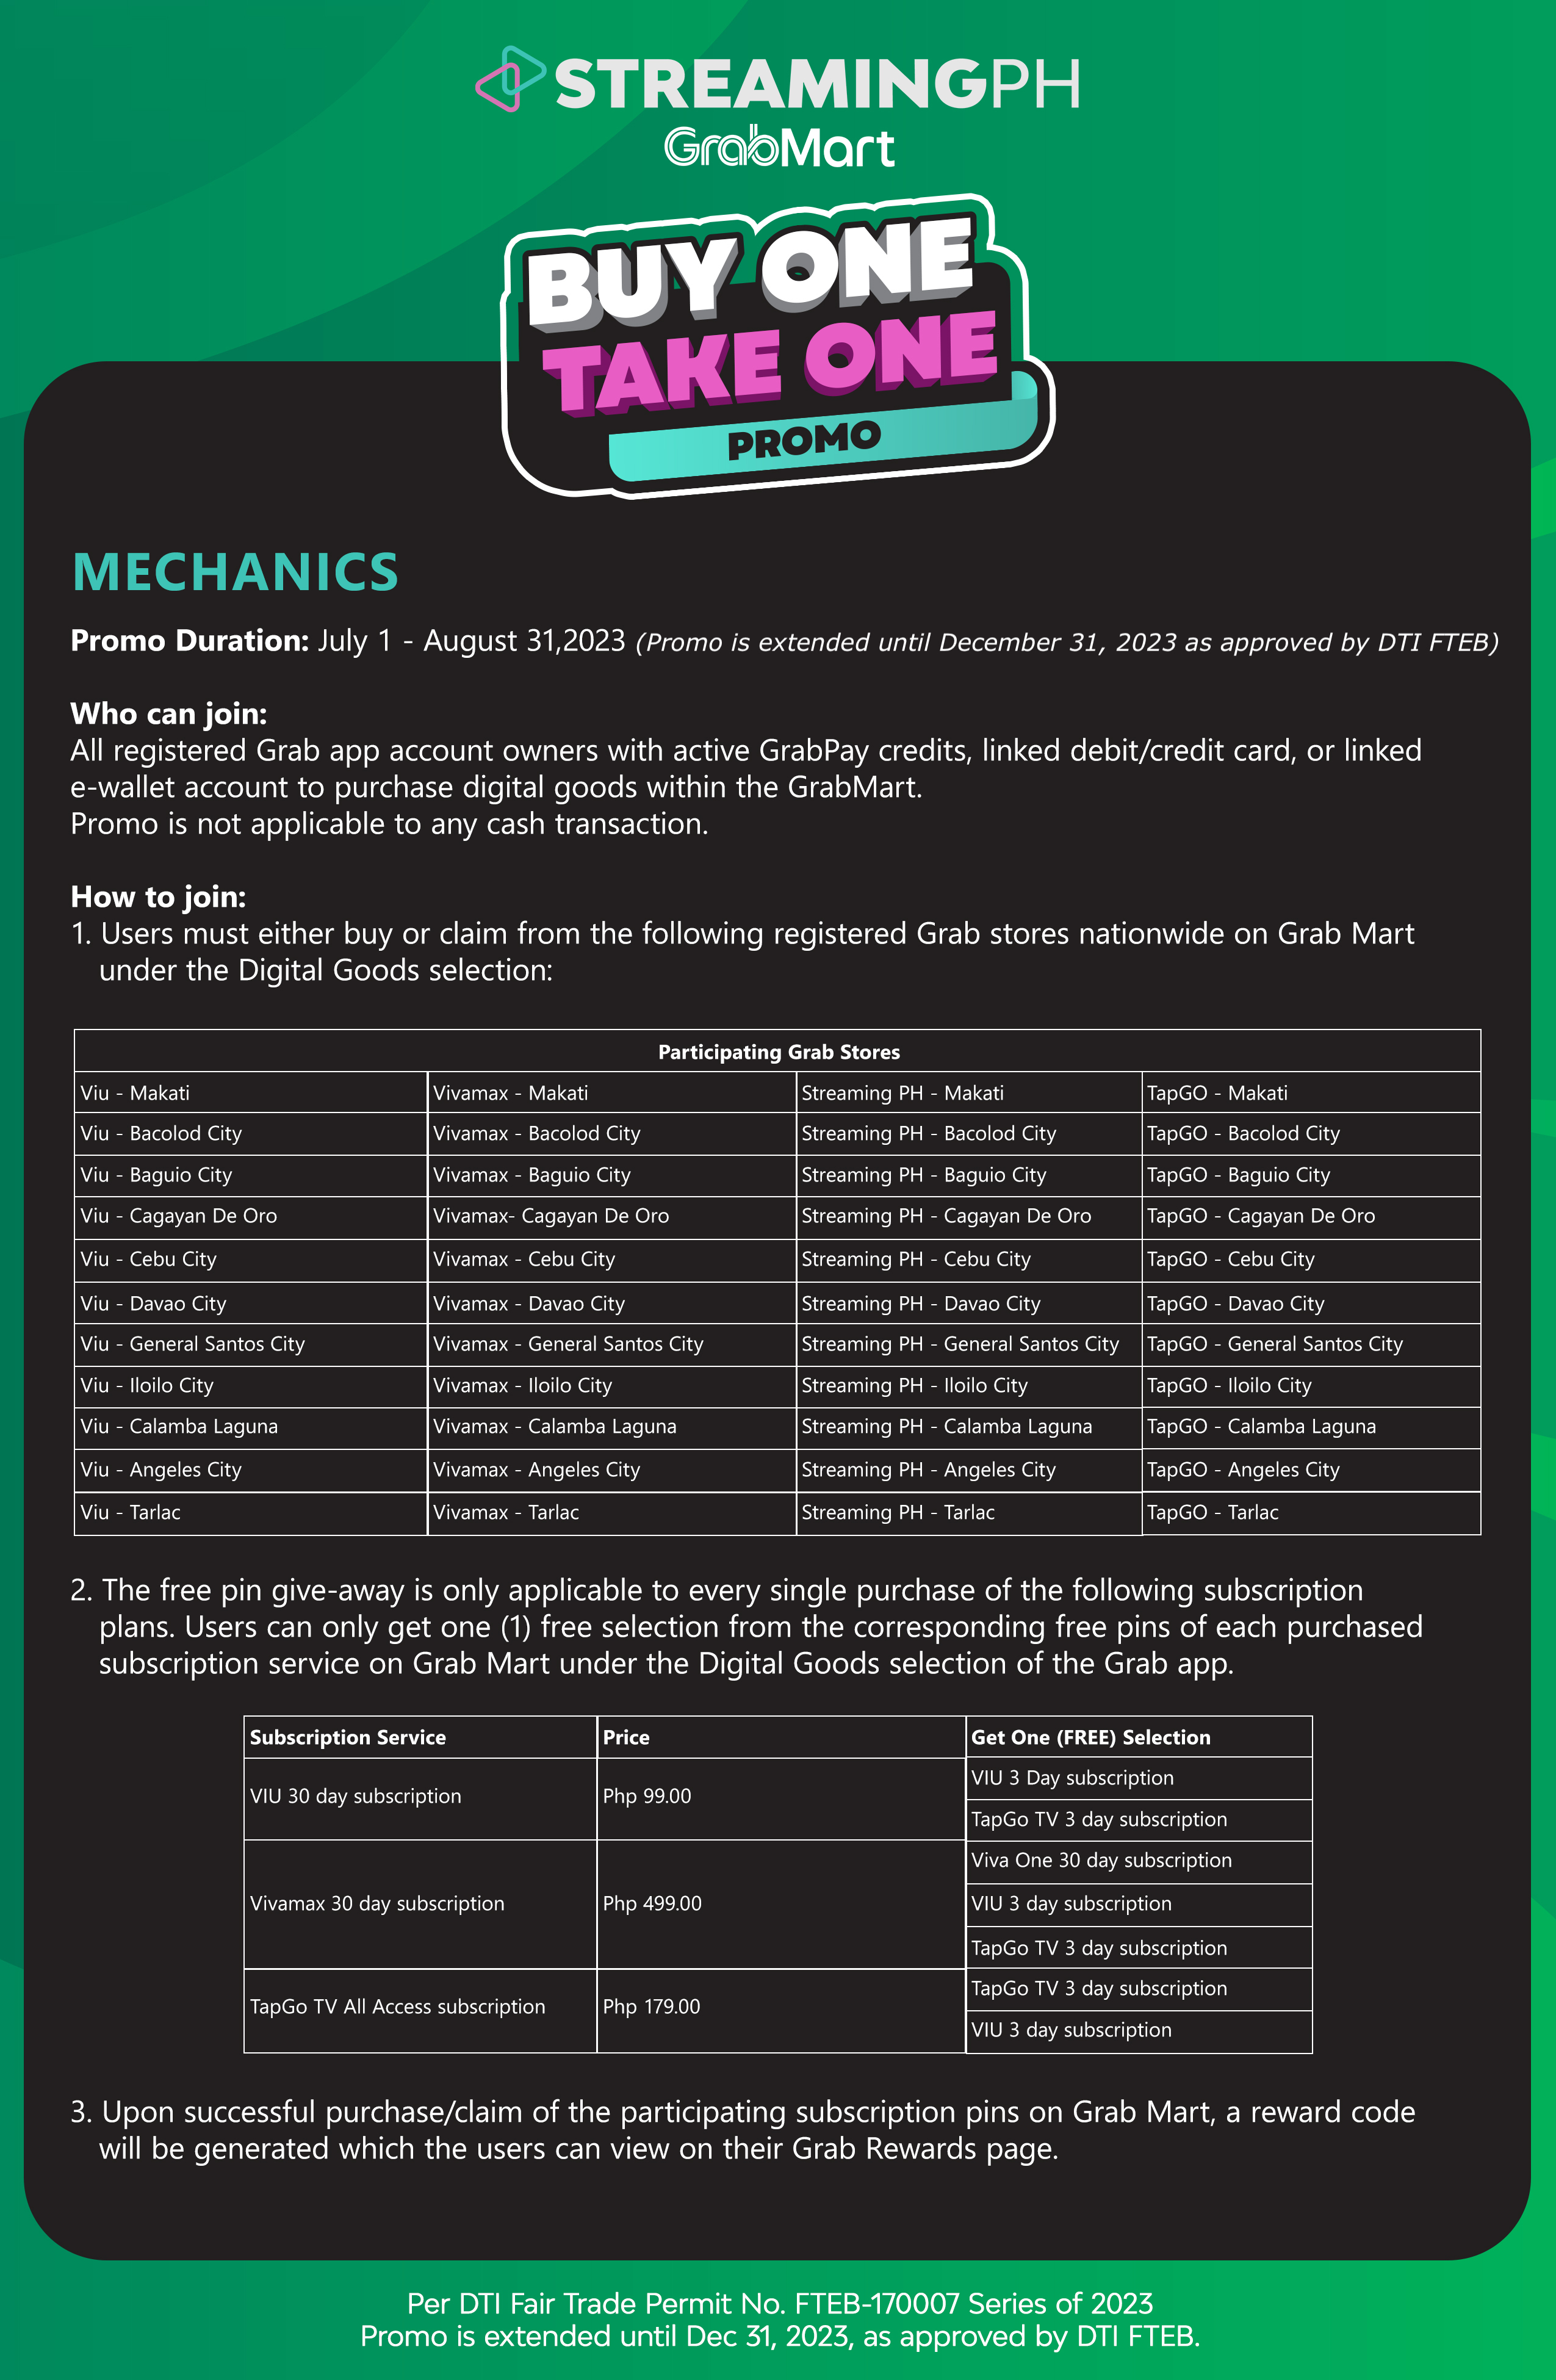 STREAMINGPH
GrabMart
BUY ONE
TAKE ONE
PROMO
MECHANICS
Promo Duration: July 1 - August 31,2023 (Promo is extended until December 31, 2023 as approved by DTI FTEB)
Who can join:
All registered Grab app account owners with active GrabPay credits, linked debit/credit card, or linked
e-wallet account to purchase digital goods within the GrabMart.
Promo is not applicable to any cash transaction.
How to join:
1. Users must either buy or claim from the following registered Grab stores nationwide on Grab Mart
under the Digital Goods selection:
Participating Grab Stores
Viu - Makati Vivamax - Makati Streaming PH - Makati TapGO - Makati
Viu - Bacolod City Vivamax - Bacolod City Streaming PH - Bacolod City TapGO - Bacolod City
Viu - Baguio City Vivamax - Baguio City Streaming PH - Baguio City TapGO - Baguio City
Viu - Cagayan De Oro Vivamax- Cagayan De Oro Streaming PH - Cagayan De Oro TapGO - Cagayan De Oro
Viu - Cebu City Vivamax - Cebu City Streaming PH - Cebu City TapGO - Cebu City
Viu - Davao City Vivamax - Davao City Streaming PH - Davao City TapGO - Davao City
Viu - General Santos City Vivamax - General Santos City Streaming PH - General Santos City TapGO - General Santos City
Viu - Iloilo City Vivamax - Iloilo City Streaming PH - Iloilo City TapGO - Iloilo City
Viu - Calamba Laguna Vivamax - Calamba Laguna Streaming PH - Calamba Laguna TapGO - Calamba Laguna
Viu - Angeles City Vivamax - Angeles City Streaming PH - Angeles City TapGO - Angeles City
Viu - Tarlac Vivamax - Tarlac Streaming PH - Tarlac TapGO - Tarlac
2. The free pin give-away is only applicable to every single purchase of the following subscription
plans. Users can only get one (1) free selection from the corresponding free pins of each purchased
subscription service on Grab Mart under the Digital Goods selection of the Grab app.
Subscription Service Price Get One (FREE) Selection
VIU 30 day subscription Php 99.00 VIU 3 Day subscription
TapGo TV 3 day subscription
Viva One 30 day subscription
Vivamax 30 day subscription Php 499.00 VIU 3 day subscription
TapGo TV 3 day subscription
TapGo TV All Access subscription Php 179.00 TapGo TV 3 day subscription
VIU 3 day subscription
3. Upon successful purchase/claim of the participating subscription pins on Grab Mart, a reward code
will be generated which the users can view on their Grab Rewards page.
Per DTI Fair Trade Permit No. FTEB-170007 Series of 2023
Promo is extended until Dec 31, 2023, as approved by DTI FTEB.